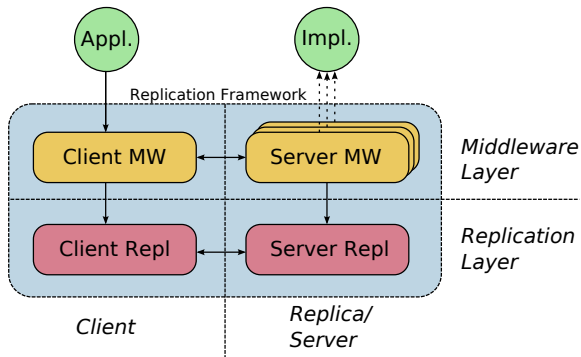 Appl.
Impl.
Replication Framework
Client MW
Server MW
Middleware
Layer
Client Repl
Server Repl
Replication
Layer
Client
Replica/
Server